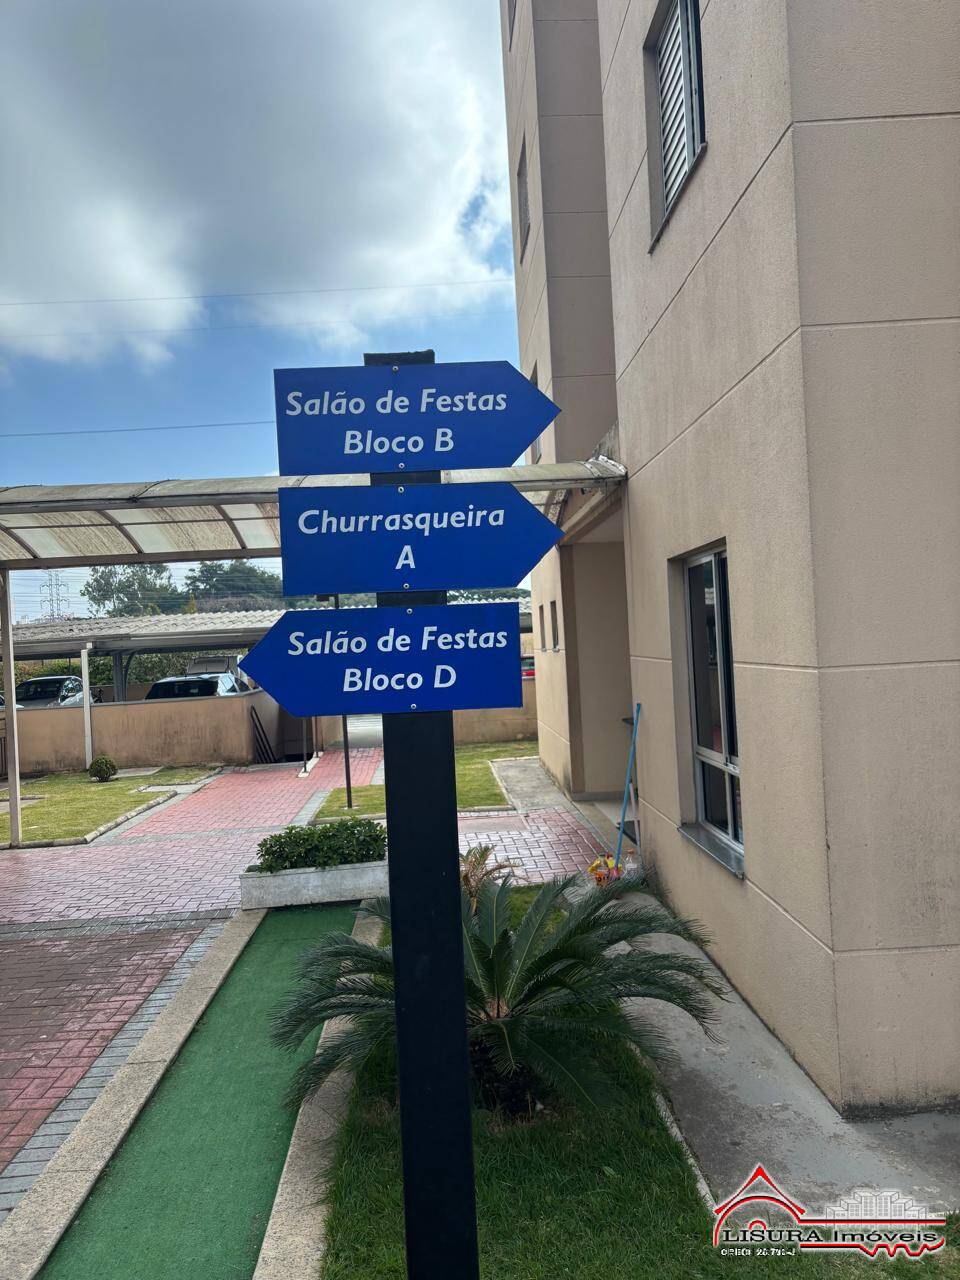 Salão de Festas
Bloco B
Churrasqueira
A
Salão de Festas
Bloco D
LISURA Imóveis